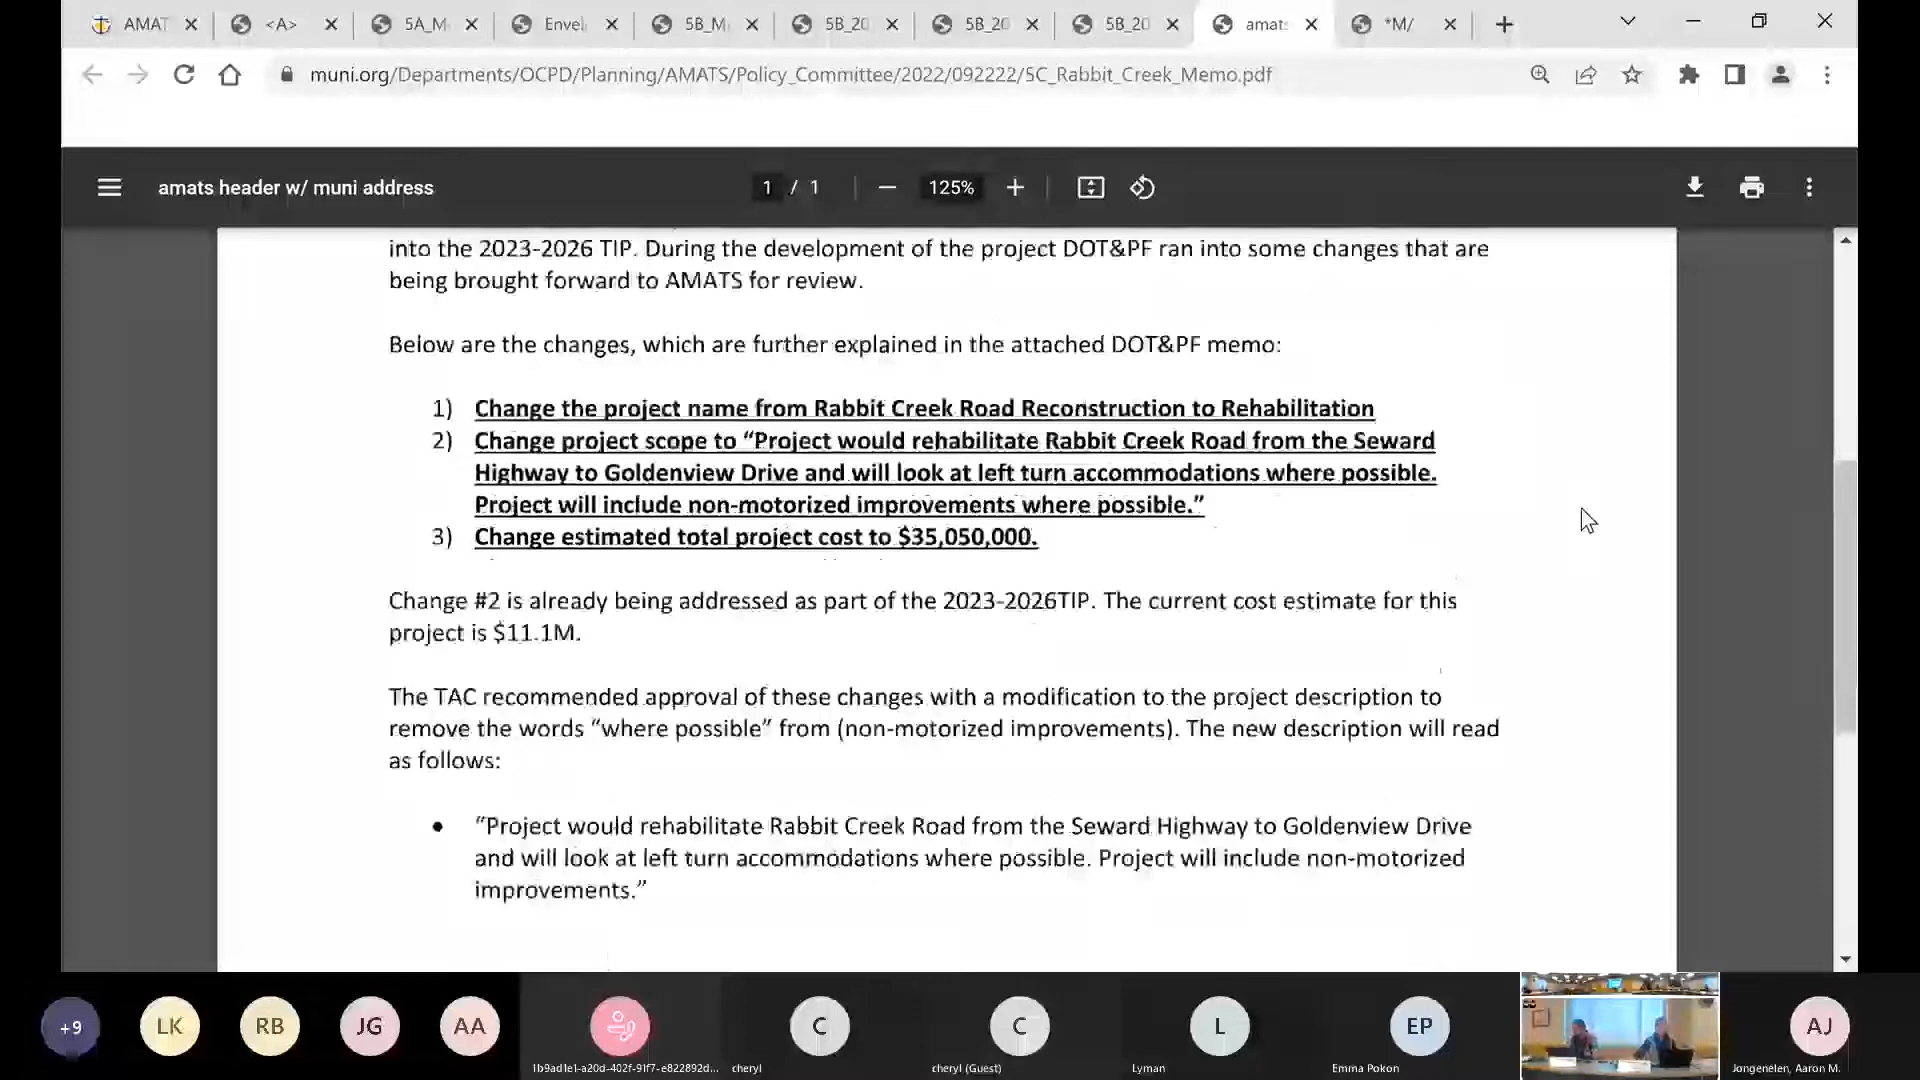 AMAT
<A>
5A_M
Envel
5B_M
5B_20
5B_20
5B_20
amats
*M/
muni.org/Departments/OCPD/Planning/AMATS/Policy_Committee/2022/092222/5C_Rabbit_Creek_Memo.pdf
amats header w/ muni address
1 / 1
125%
into the 2023-2026 TIP. During the development of the project DOT&PF ran into some changes that are
being brought forward to AMATS for review.
Below are the changes, which are further explained in the attached DOT&PF memo:
1) Change the project name from Rabbit Creek Road Reconstruction to Rehabilitation
2) Change project scope to “Project would rehabilitate Rabbit Creek Road from the Seward
Highway to Goldenview Drive and will look at left turn accommodations where possible.
Project will include non-motorized improvements where possible.”
3) Change estimated total project cost to $35,050,000.
Change #2 is already being addressed as part of the 2023-2026TIP. The current cost estimate for this
project is $11.1M.
The TAC recommended approval of these changes with a modification to the project description to
remove the words “where possible” from (non-motorized improvements). The new description will read
as follows:
• “Project would rehabilitate Rabbit Creek Road from the Seward Highway to Goldenview Drive
and will look at left turn accommodations where possible. Project will include non-motorized
improvements.”
+9
LK
RB
JG
AA
C
C
L
EP
AJ
1b9ad1e1-a20d-402f-91f7-e822892d...
cheryl
cheryl (Guest)
Lyman
Emma Pokon
Jongenelen, Aaron M.